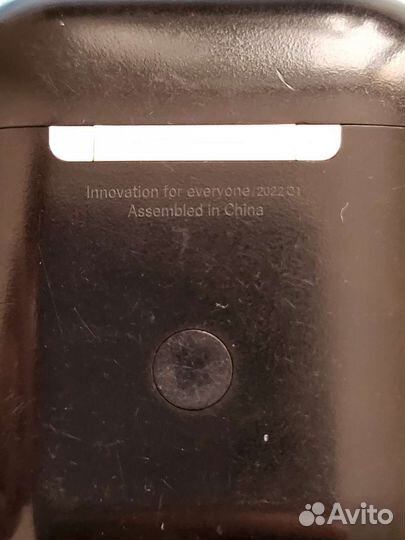 Innovation for everyone. 2022 01
Assembled in China
Avito